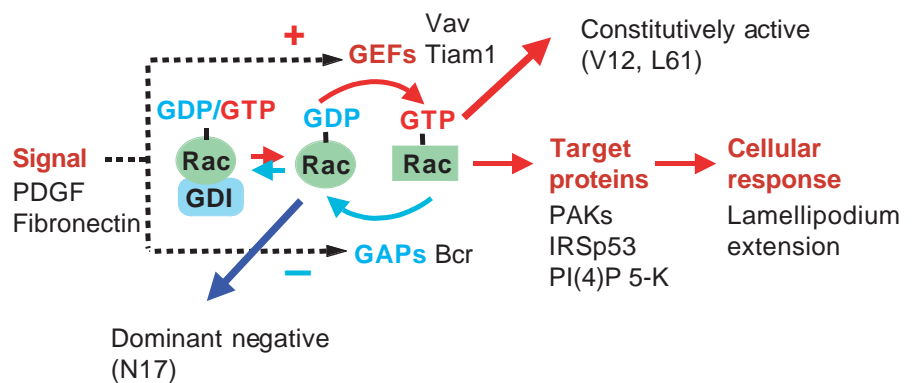 +
Vav
GEFs Tiam1
Constitutively active
(V12, L61)
GDP/GTP
GDP
GTP
Signal
PDGF
Fibronectin
Rac
GDI
Rac
Rac
Target
proteins
PAKs
IRSp53
PI(4)P 5-K
Cellular
response
Lamellipodium
extension
GAPs Bcr
–
Dominant negative
(N17)